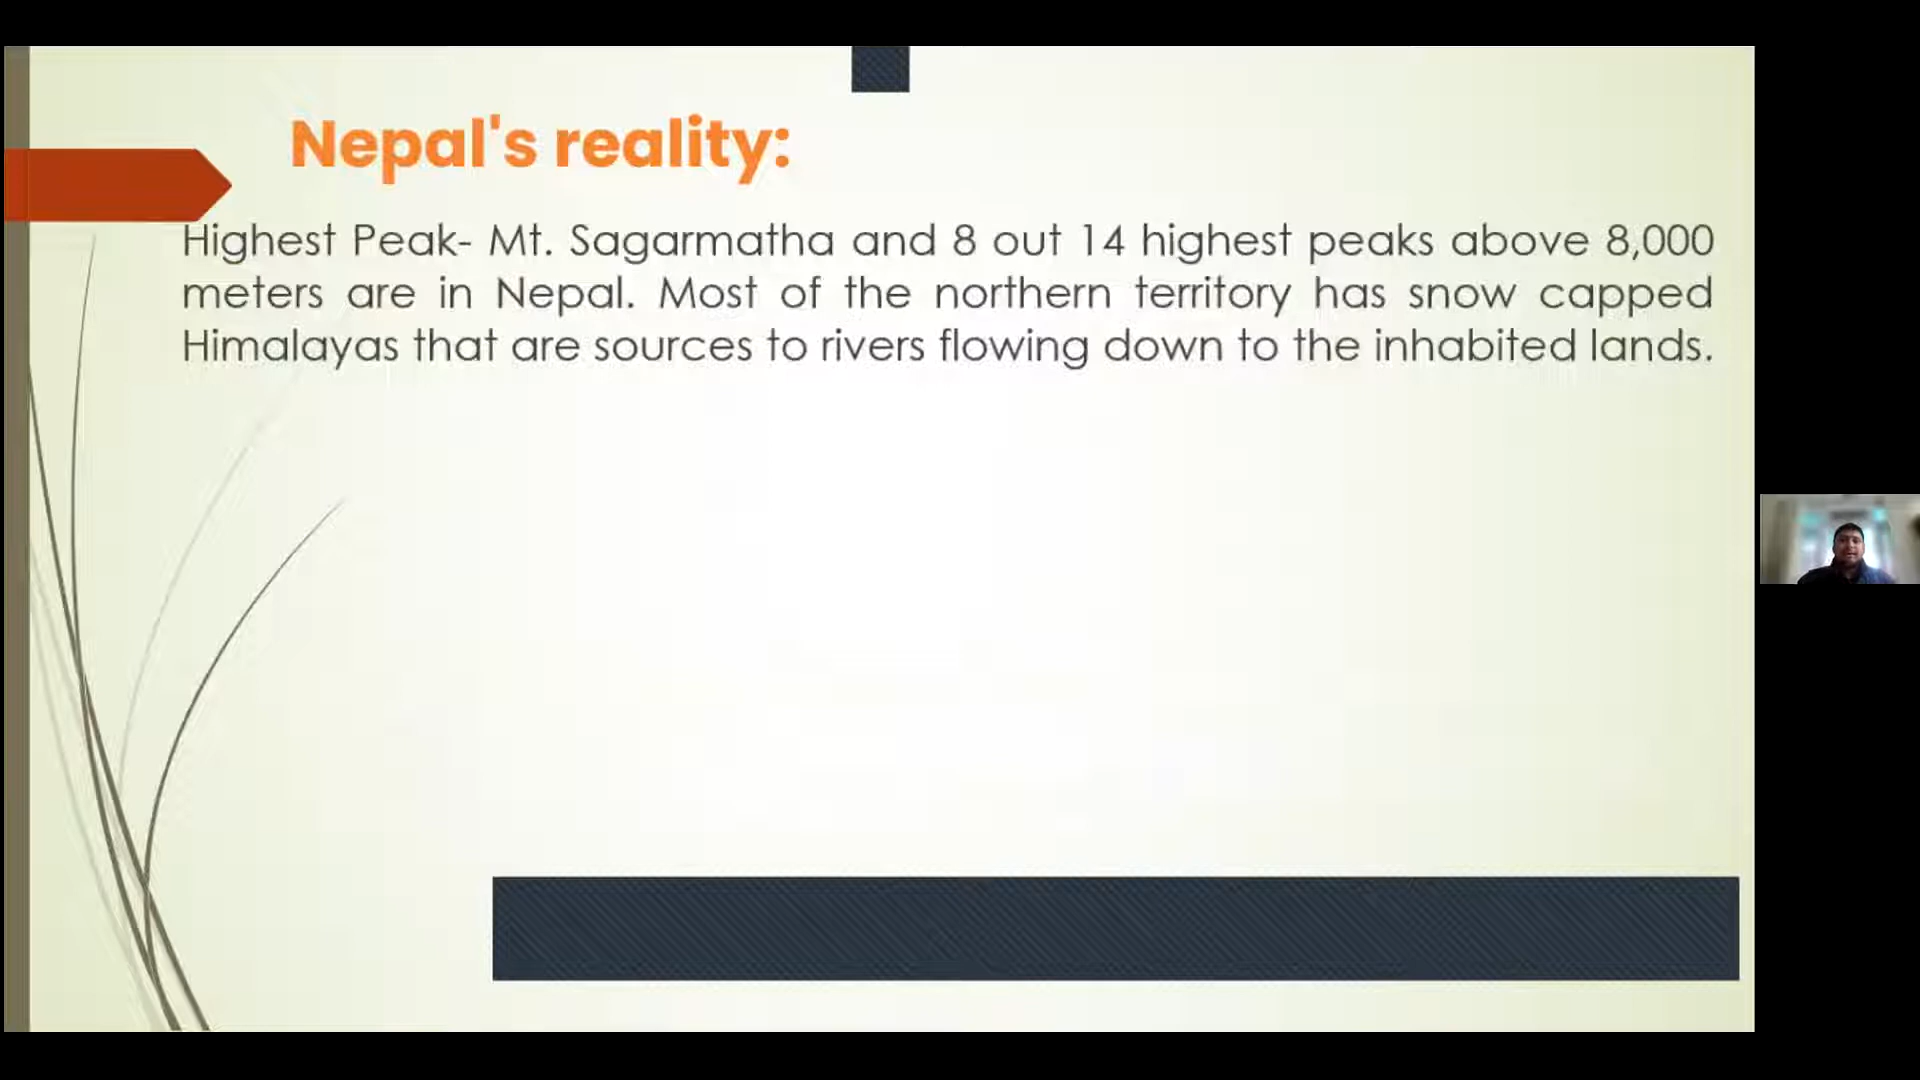 Nepal's reality:
Highest Peak- Mt. Sagarmatha and 8 out 14 highest peaks above 8,000
meters are in Nepal. Most of the northern territory has snow capped
Himalayas that are sources to rivers flowing down to the inhabited lands.